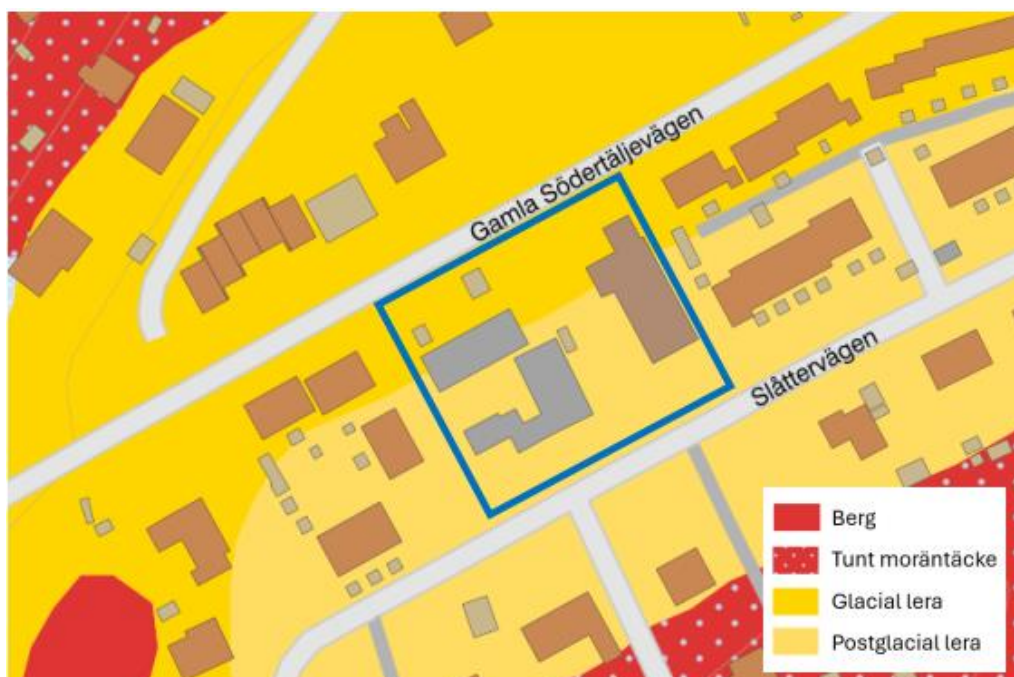 Gamla Södertäljevägen
Slåttervägen
Berg
Tunt moräntäcke
Glacial lera
Postglacial lera